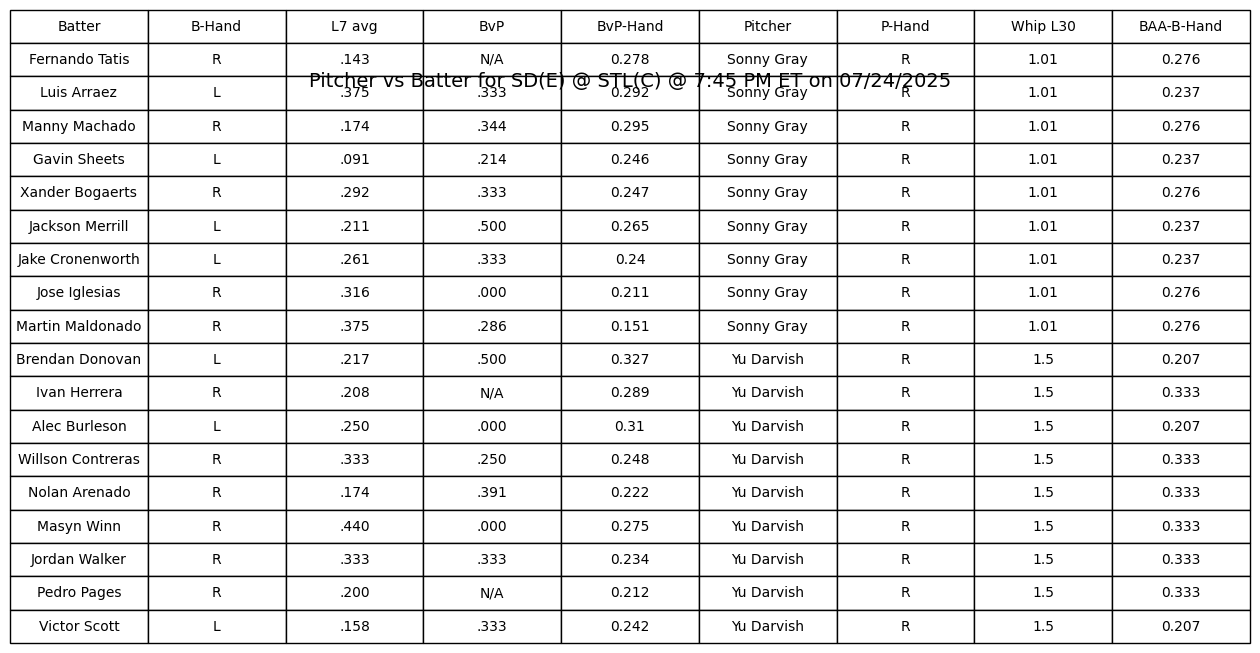 Batter B-Hand L7 avg BvP BvP-Hand Pitcher P-Hand Whip L30 BAA-B-Hand
Fernando Tatis R .143 N/A 0.278 Sonny Gray R 1.01 0.276
Pitcher vs Batter for SD(E) @ STL(C) @ 7:45 PM ET on 07/24/2025
Luis Arraez L .375 .333 0.292 Sonny Gray R 1.01 0.237
Manny Machado R .174 .344 0.295 Sonny Gray R 1.01 0.276
Gavin Sheets L .091 .214 0.246 Sonny Gray R 1.01 0.237
Xander Bogaerts R .292 .333 0.247 Sonny Gray R 1.01 0.276
Jackson Merrill L .211 .500 0.265 Sonny Gray R 1.01 0.237
Jake Cronenworth L .261 .333 0.24 Sonny Gray R 1.01 0.237
Jose Iglesias R .316 .000 0.211 Sonny Gray R 1.01 0.276
Martin Maldonado R .375 .286 0.151 Sonny Gray R 1.01 0.276
Brendan Donovan L .217 .500 0.327 Yu Darvish R 1.5 0.207
Ivan Herrera R .208 N/A 0.289 Yu Darvish R 1.5 0.333
Alec Burleson L .250 .000 0.31 Yu Darvish R 1.5 0.207
Willson Contreras R .333 .250 0.248 Yu Darvish R 1.5 0.333
Nolan Arenado R .174 .391 0.222 Yu Darvish R 1.5 0.333
Masyn Winn R .440 .000 0.275 Yu Darvish R 1.5 0.333
Jordan Walker R .333 .333 0.234 Yu Darvish R 1.5 0.333
Pedro Pages R .200 N/A 0.212 Yu Darvish R 1.5 0.333
Victor Scott L .158 .333 0.242 Yu Darvish R 1.5 0.207